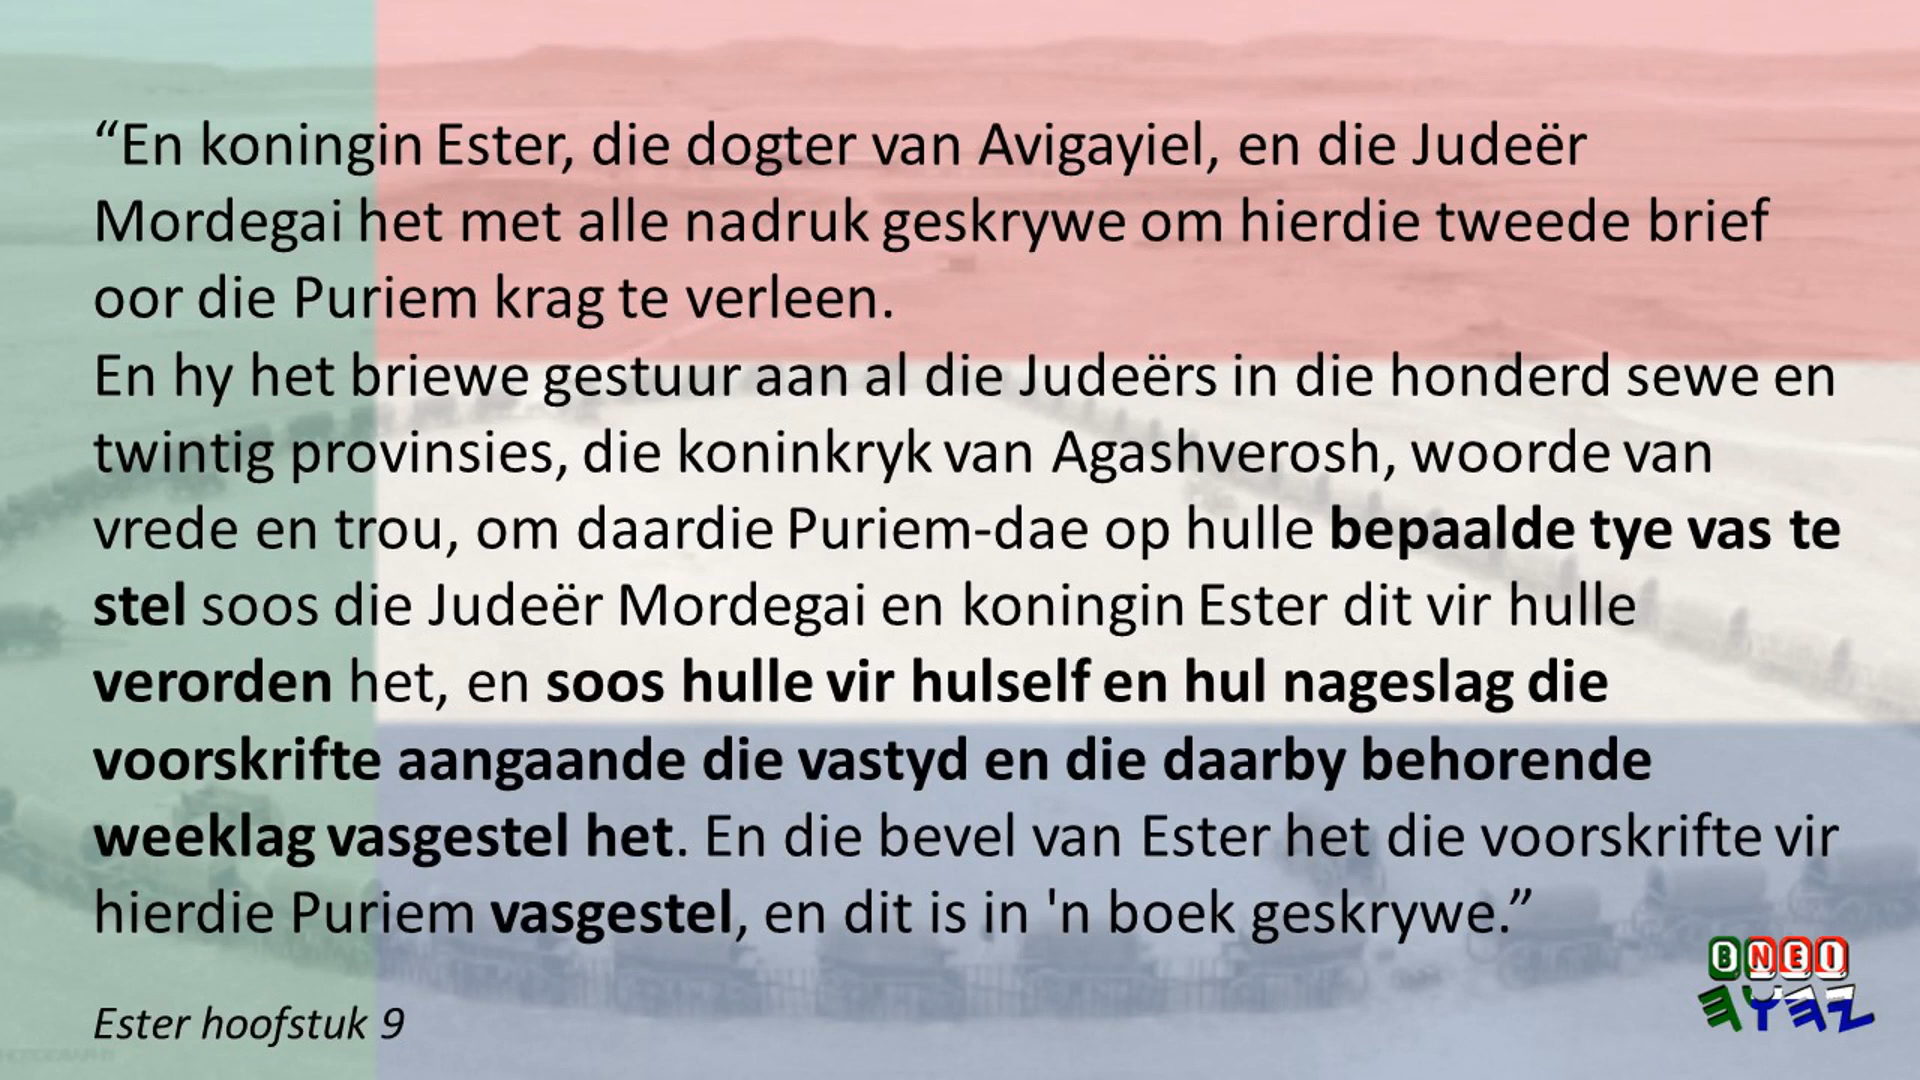 “En koningin Ester, die dogter van Avigayiel, en die Judeër
Mordegai het met alle nadruk geskrywe om hierdie tweede brief
oor die Puriem krag te verleen.
En hy het briewe gestuur aan al die Judeërs in die honderd sewe en
twintig provinsies, die koninkryk van Agashverosh, woorde van
vrede en trou, om daardie Puriem-dae op hulle bepaalde tye vas te
stel soos die Judeër Mordegai en koningin Ester dit vir hulle
verorden het, en soos hulle vir hulself en hul nageslag die
voorskrifte aangaande die vastyd en die daarby behorende
weeklag vasgestel het. En die bevel van Ester het die voorskrifte vir
hierdie Puriem vasgestel, en dit is in 'n boek geskrywe.”
Ester hoofstuk 9
BNEI